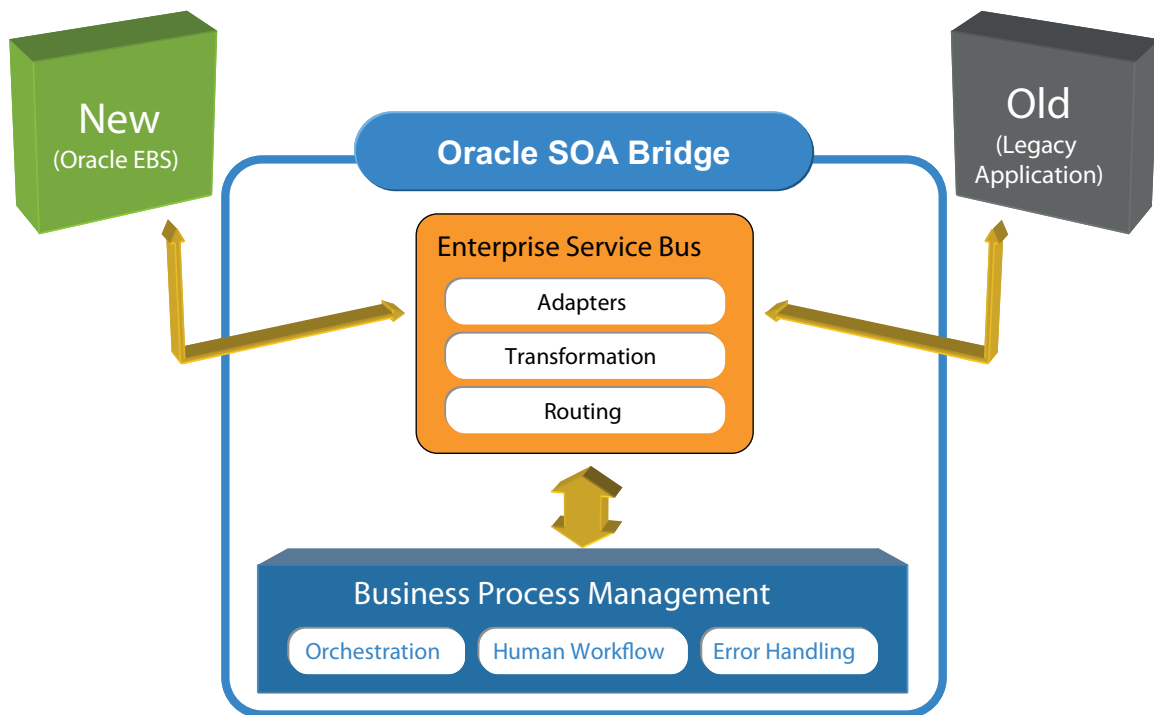 New
(Oracle EBS)
Old
(Legacy
Application)
Oracle SOA Bridge
Enterprise Service Bus
Adapters
Transformation
Routing
Business Process Management
Orchestration
Human Workflow
Error Handling